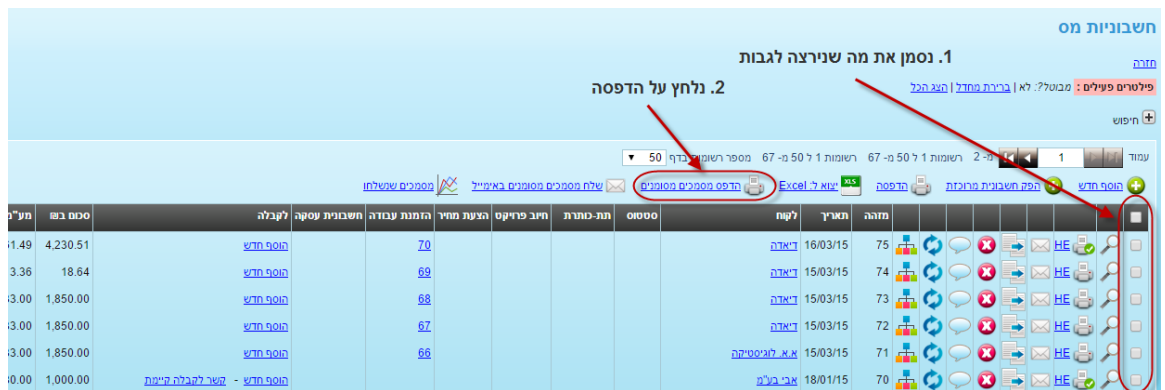 חשבוניות מס
1. נסמן את מה שנירצה לגבות
חזרה
2. נלחץ על הדפסה
פילטרים פעילים : מבוטל?: לא | ברירת מחדל | הצג הכל
חיפוש
עמוד 1 מ- 2 רשומות 1 ל 50 מ- 67 רשומות 1 ל 50 מ- 67 מספר רשומות בדף 50
הוסף חדש הפק חשבונית מרוכזת הדפסה יצוא ל: Excel הדפס מסמכים מסומנים שלח מסמכים מסומנים באימייל מסמכים שנשלחו
מזהה תאריך לקוח סטטוס תת-כותרת חיוב פרויקט הצעת מחיר הזמנת עבודה חשבונית עסקה לקבלה סכום בש
HE 75 16/03/15 דיאדה 70 הוסף חדש 4,230.51
HE 74 15/03/15 דיאדה 69 הוסף חדש 18.64
HE 73 15/03/15 דיאדה 68 הוסף חדש 1,850.00
HE 72 15/03/15 דיאדה 67 הוסף חדש 1,850.00
HE 71 15/03/15 א.א. לוגיסטיקה 66 הוסף חדש 1,850.00
HE 70 18/01/15 אבי בע"מ הוסף חדש - קשר לקבלה קיימת 1,000.00